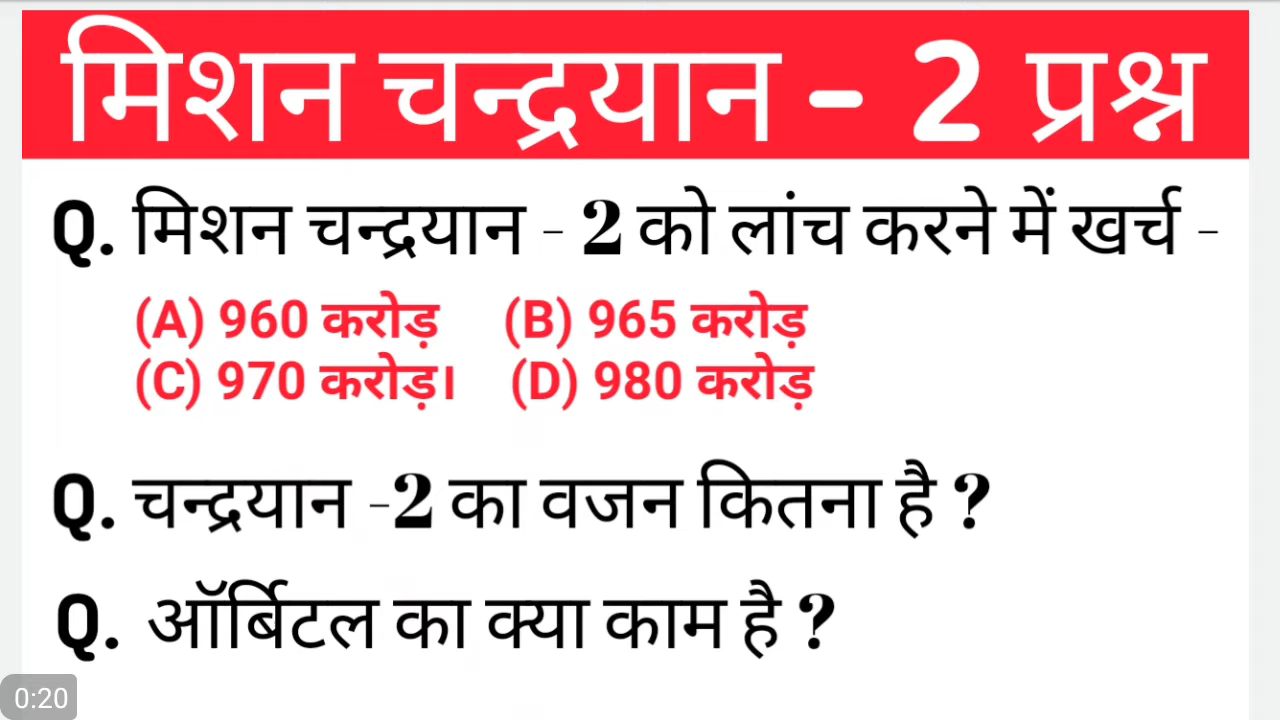 मिशन चन्द्रयान - 2 प्रश्न
Q. मिशन चन्द्रयान - 2 को लांच करने में खर्च -
(A) 960 करोड़ (B) 965 करोड़
(C) 970 करोड़। (D) 980 करोड़
Q. चन्द्रयान -2 का वजन कितना है ?
Q. ऑर्बिटल का क्या काम है ?
0:20